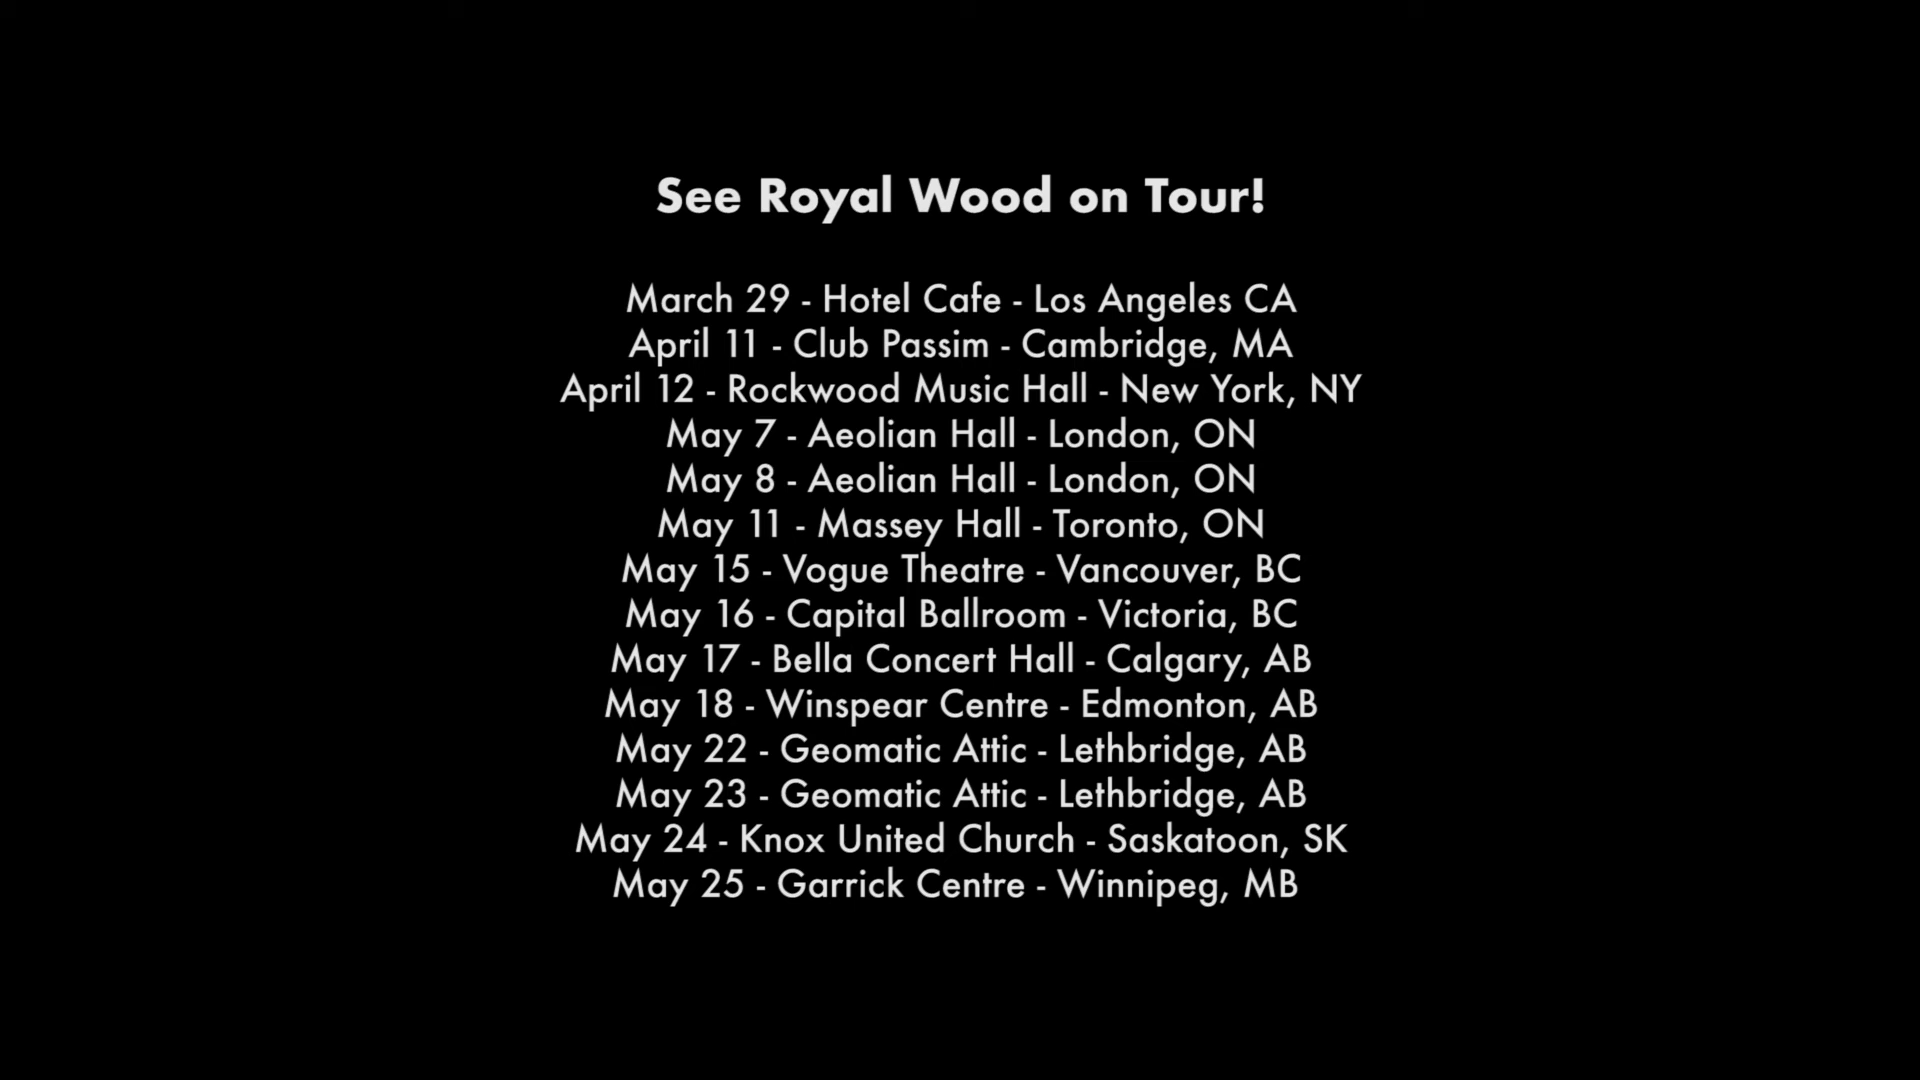 See Royal Wood on Tour!
March 29 - Hotel Cafe - Los Angeles CA
April 11 - Club Passim - Cambridge, MA
April 12 - Rockwood Music Hall - New York, NY
May 7 - Aeolian Hall - London, ON
May 8 - Aeolian Hall - London, ON
May 11 - Massey Hall - Toronto, ON
May 15 - Vogue Theatre - Vancouver, BC
May 16 - Capital Ballroom - Victoria, BC
May 17 - Bella Concert Hall - Calgary, AB
May 18 - Winspear Centre - Edmonton, AB
May 22 - Geomatic Attic - Lethbridge, AB
May 23 - Geomatic Attic - Lethbridge, AB
May 24 - Knox United Church - Saskatoon, SK
May 25 - Garrick Centre - Winnipeg, MB